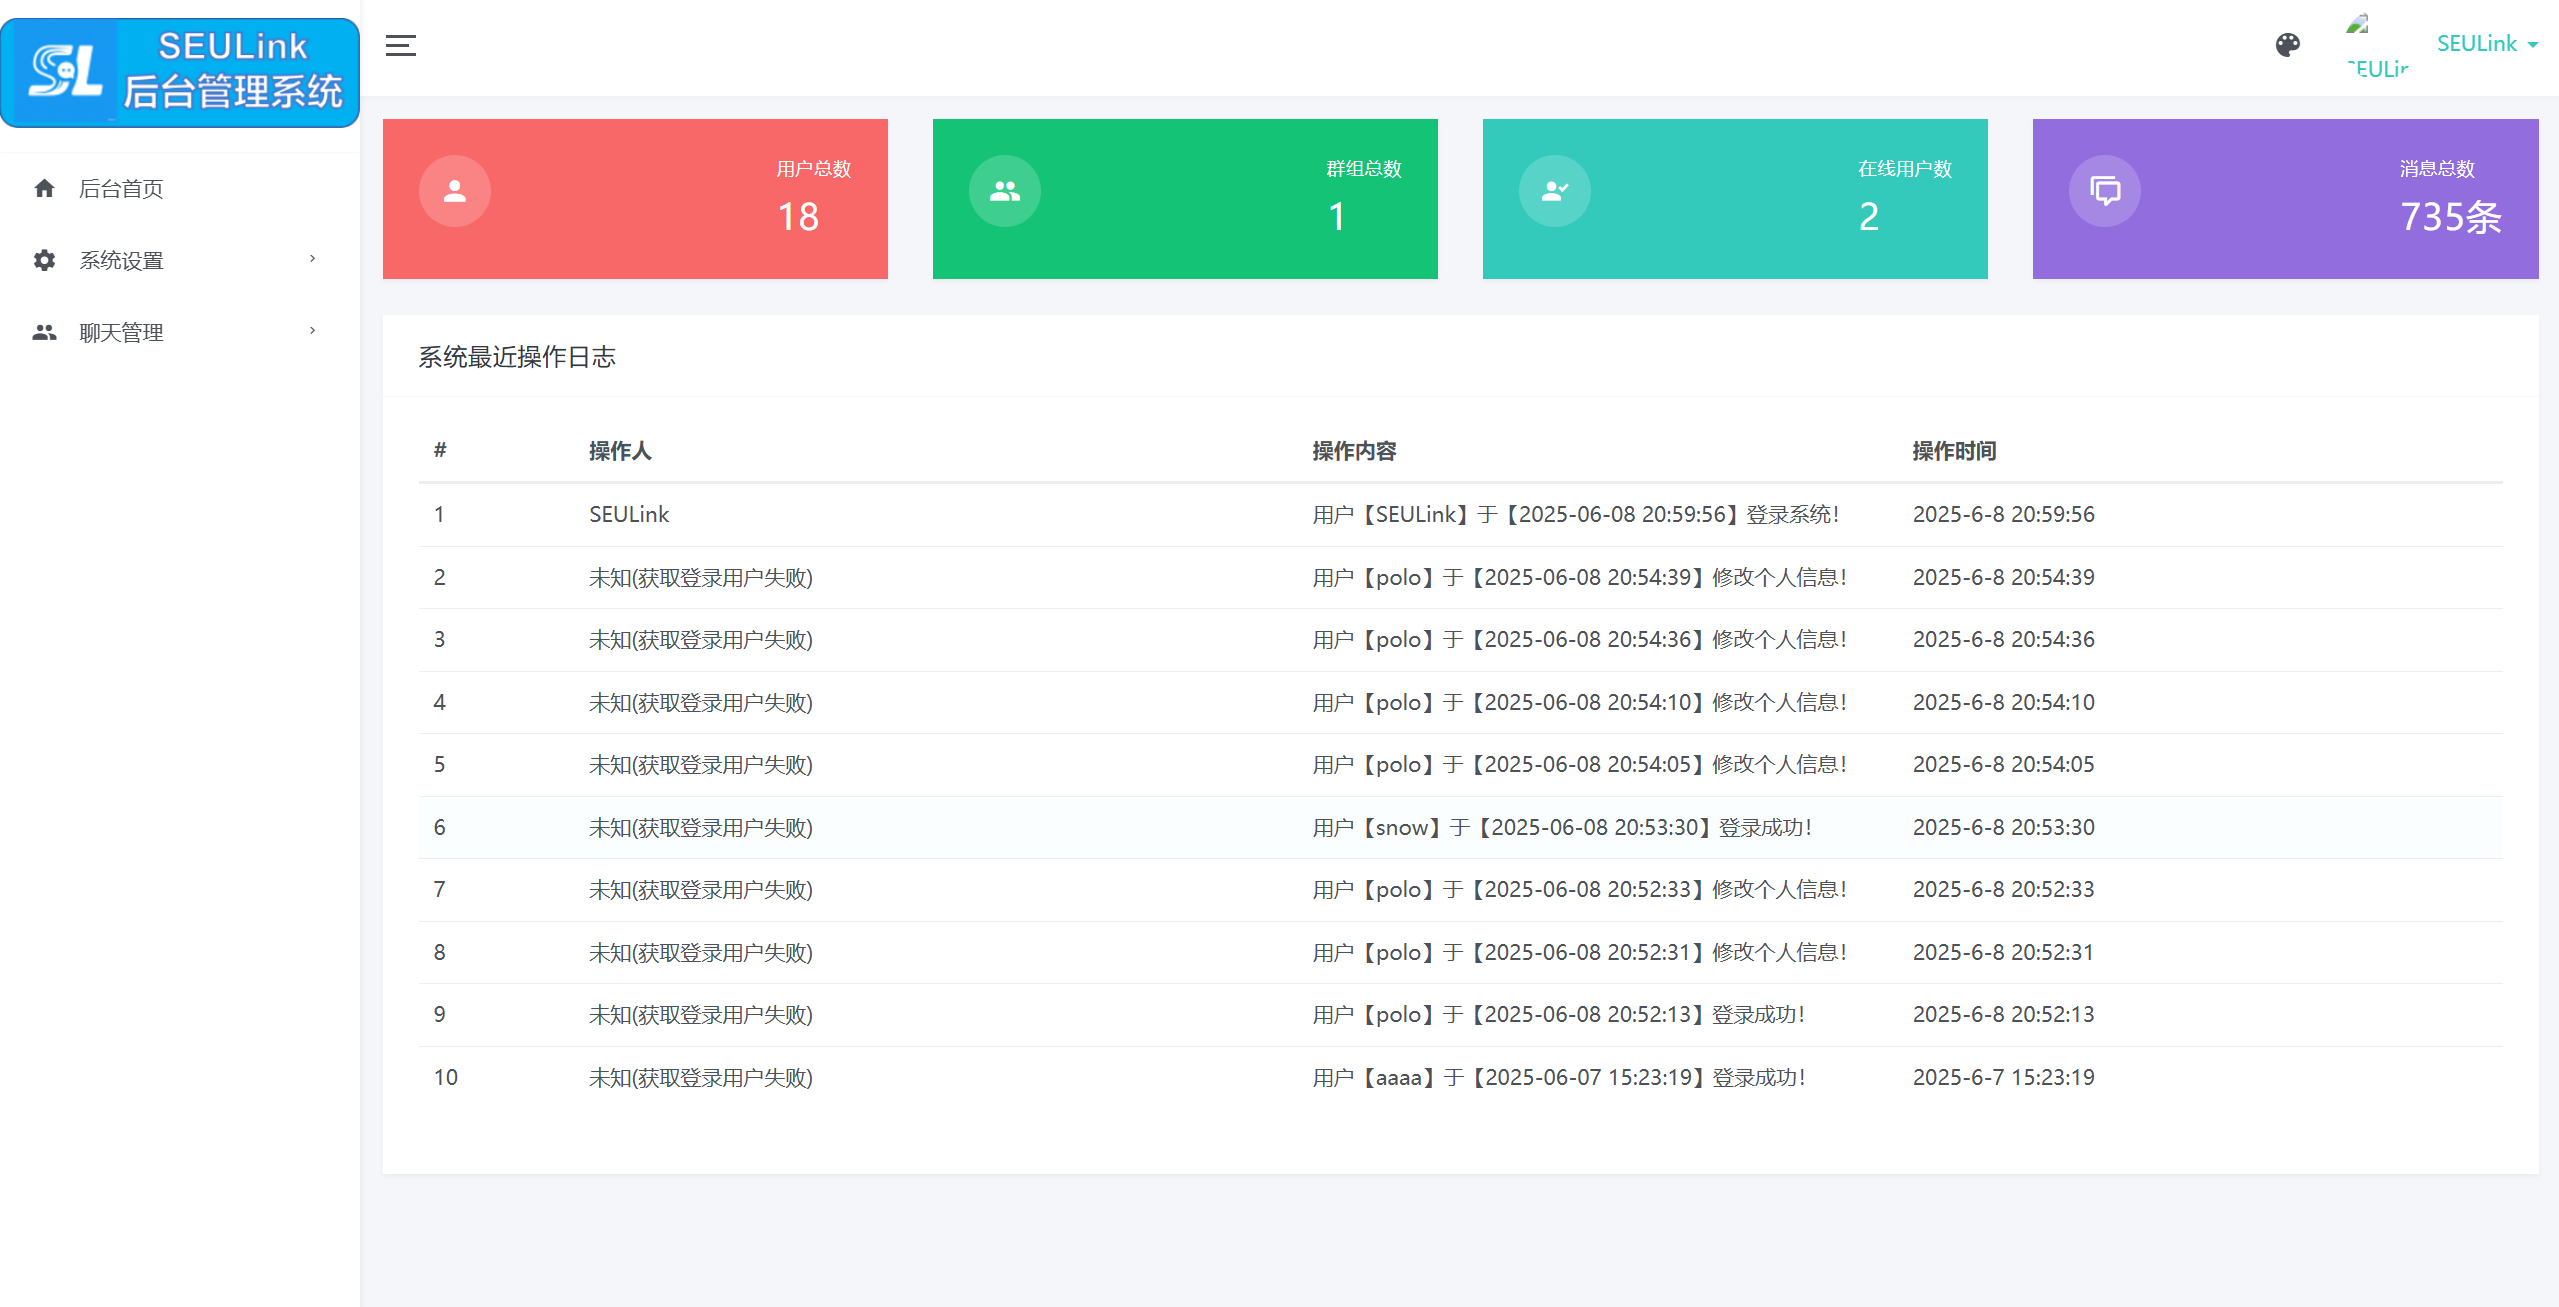 SEULink
后台管理系统
SEULink
SEULink
后台首页
系统设置
聊天管理
用户总数
18
群组总数
1
在线用户数
2
消息总数
735条
系统最近操作日志
# 操作人 操作内容 操作时间
1 SEULink 用户【SEULink】于【2025-06-08 20:59:56】登录系统! 2025-6-8 20:59:56
2 未知(获取登录用户失败) 用户【polo】于【2025-06-08 20:54:39】修改个人信息! 2025-6-8 20:54:39
3 未知(获取登录用户失败) 用户【polo】于【2025-06-08 20:54:36】修改个人信息! 2025-6-8 20:54:36
4 未知(获取登录用户失败) 用户【polo】于【2025-06-08 20:54:10】修改个人信息! 2025-6-8 20:54:10
5 未知(获取登录用户失败) 用户【polo】于【2025-06-08 20:54:05】修改个人信息! 2025-6-8 20:54:05
6 未知(获取登录用户失败) 用户【snow】于【2025-06-08 20:53:30】登录成功! 2025-6-8 20:53:30
7 未知(获取登录用户失败) 用户【polo】于【2025-06-08 20:52:33】修改个人信息! 2025-6-8 20:52:33
8 未知(获取登录用户失败) 用户【polo】于【2025-06-08 20:52:31】修改个人信息! 2025-6-8 20:52:31
9 未知(获取登录用户失败) 用户【polo】于【2025-06-08 20:52:13】登录成功! 2025-6-8 20:52:13
10 未知(获取登录用户失败) 用户【aaaa】于【2025-06-07 15:23:19】登录成功! 2025-6-7 15:23:19